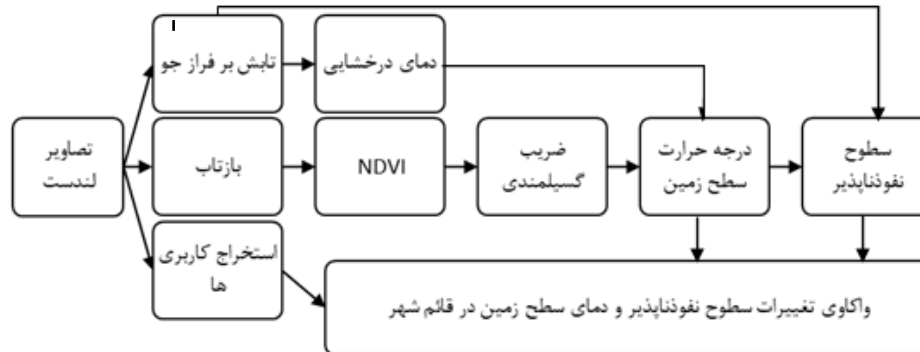 تابش بر فراز جو
دمای درخشایی
تصاویر
لندست
بازتاب
NDVI
ضریب
گسیلمندی
درجه حرارت
سطح زمین
سطوح
نفوذناپذیر
استخراج کاربری
ها
واکاوی تغییرات سطوح نفوذناپذیر و دمای سطح زمین در قائم شهر